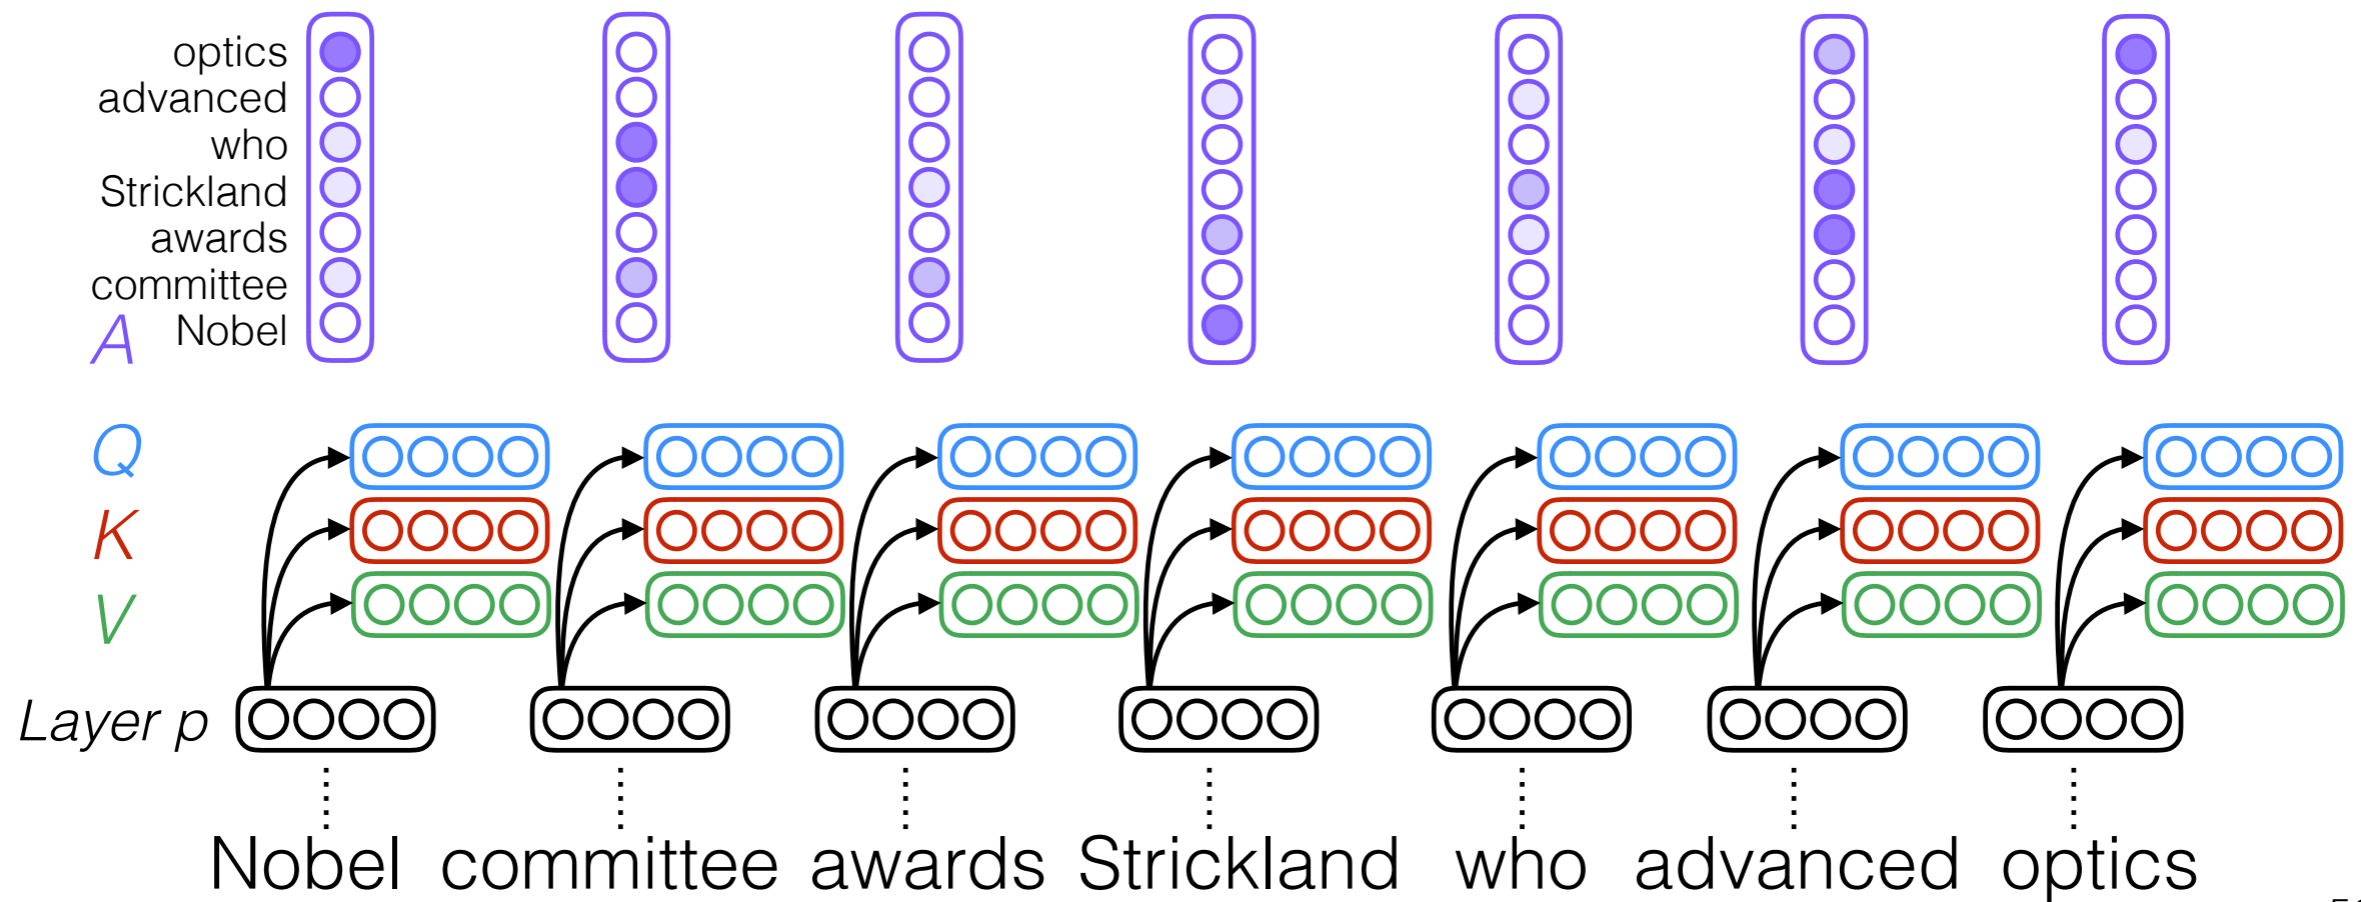 optics
advanced
who
Strickland
awards
committee
A Nobel
Q
K
V
Layer p
Nobel committee awards Strickland who advanced optics